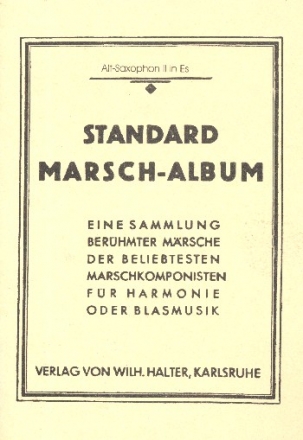 Alt-Saxophon II in Es
STANDARD
MARSCH-ALBUM
EINE SAMMLUNG
BERÜHMTER MÄRSCHE
DER BELIEBTESTEN
MARSCHKOMPONISTEN
FÜR HARMONIE
ODER BLASMUSIK
VERLAG VON WILH. HALTER, KARLSRUHE